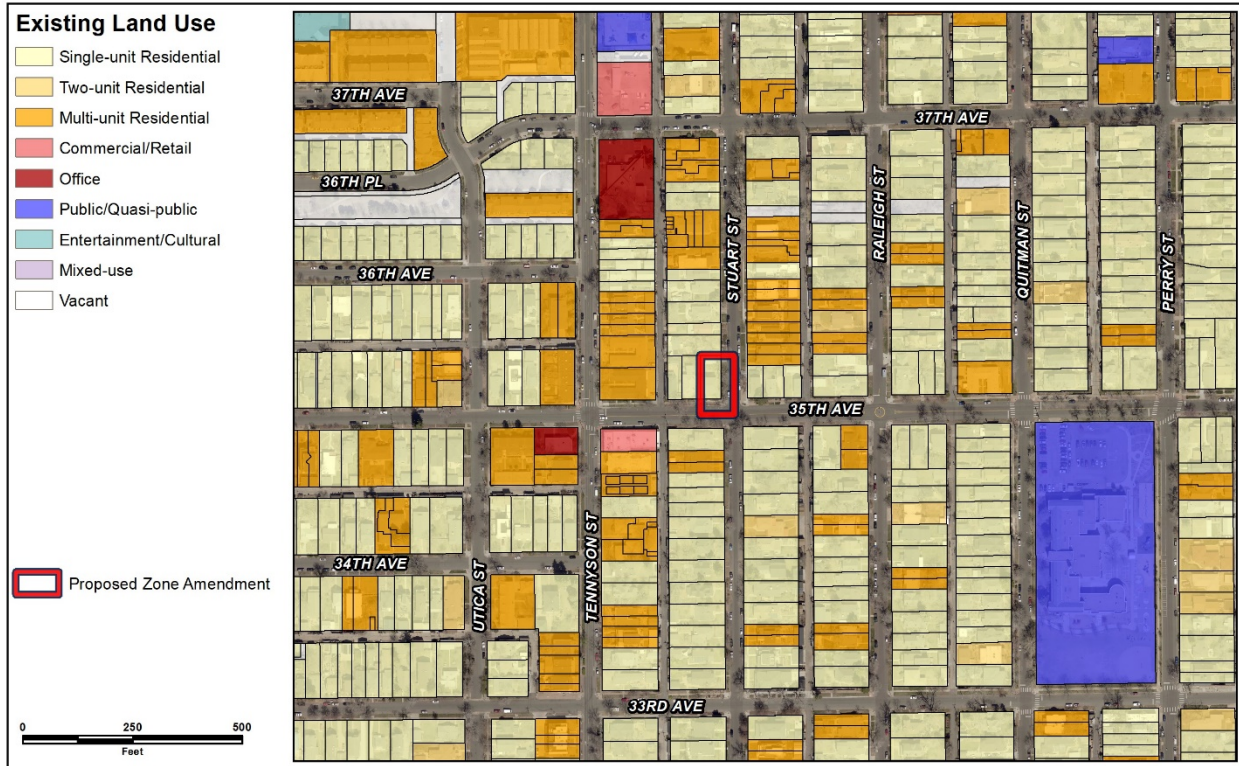 Existing Land Use
Single-unit Residential
Two-unit Residential
Multi-unit Residential
Commercial/Retail
Office
Public/Quasi-public
Entertainment/Cultural
Mixed-use
Vacant
Proposed Zone Amendment
0 250 500
Feet
37TH AVE
37TH AVE
36TH PL
36TH AVE
STUART ST
RALEIGH ST
QUITMAN ST
PERRY ST
35TH AVE
34TH AVE
UTICA ST
TENNYSON ST
33RD AVE